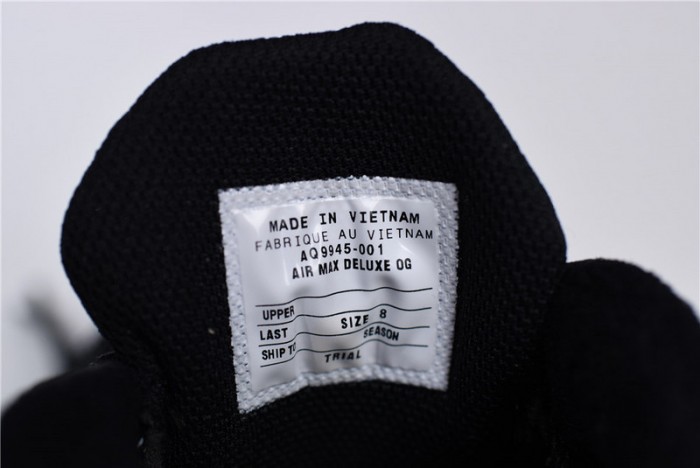 MADE IN VIETNAM
FABRIQUE AU VIETNAM
AQ9945-001
AIR MAX DELUXE OG
UPPER
LAST SIZE 8
SHIP TO SEASON
TRIAL